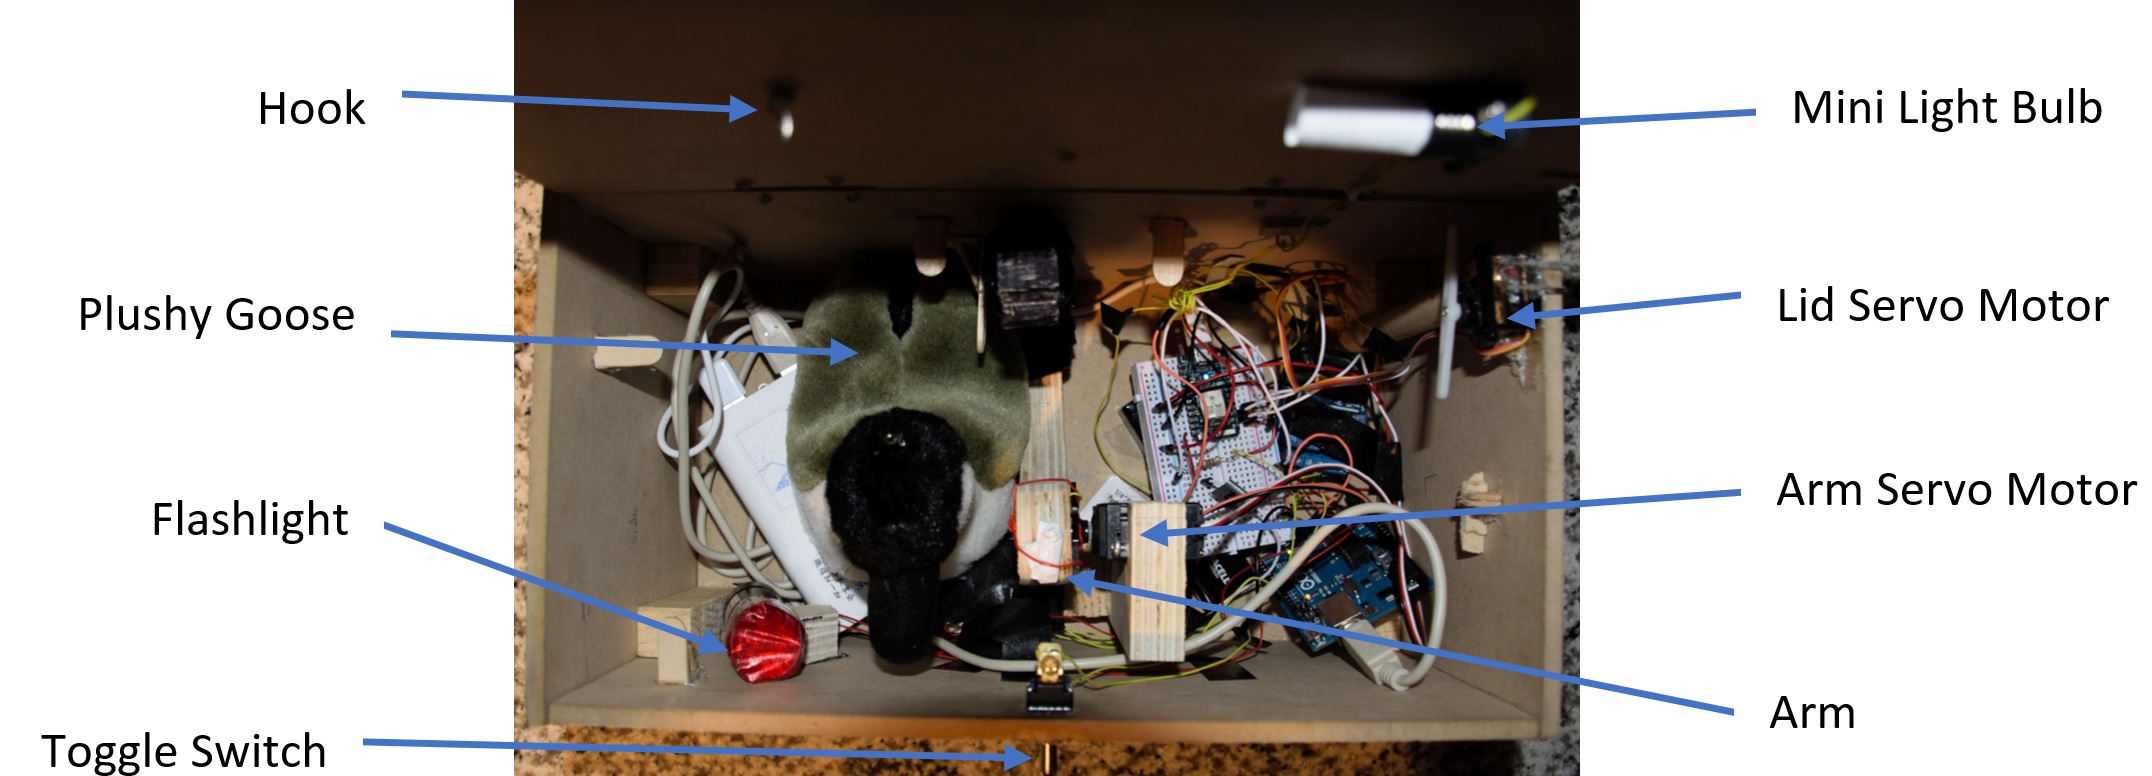 Hook
Mini Light Bulb
Plushy Goose
Lid Servo Motor
Flashlight
Arm Servo Motor
Toggle Switch
Arm